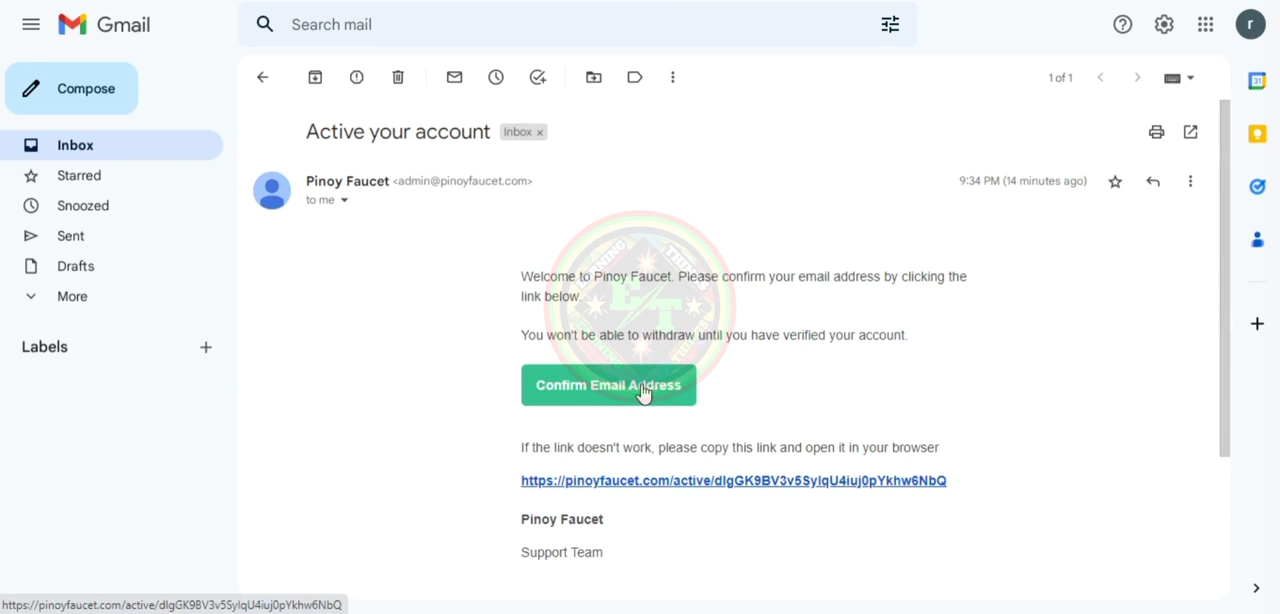 Gmail
Search mail
r
Compose
1 of 1
Active your account Inbox x
Inbox
Starred
Snoozed
Sent
Drafts
More
Labels
Pinoy Faucet <admin@pinoyfaucet.com>
9:34 PM (14 minutes ago)
to me
Welcome to Pinoy Faucet. Please confirm your email address by clicking the
link below.
You won't be able to withdraw until you have verified your account.
Confirm Email Address
If the link doesn't work, please copy this link and open it in your browser
https://pinoyfaucet.com/active/dlgGK9BV3v5SylqU4iuj0pYkhw6NbQ
Pinoy Faucet
Support Team
https://pinoyfaucet.com/active/dlgGK9BV3v5SylqU4iuj0pYkhw6NbQ
31
ET